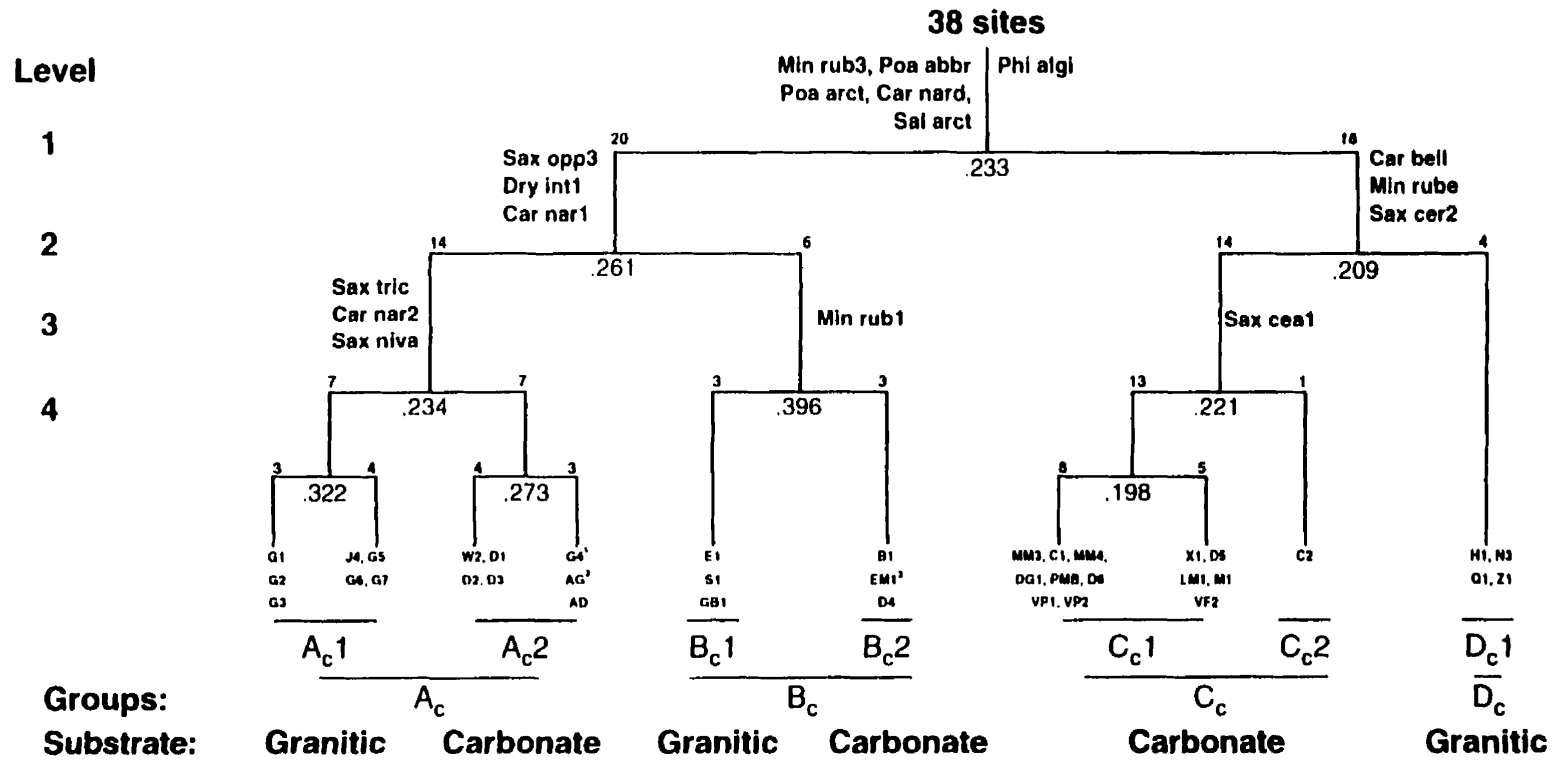 38 sites
Level
Min rub3, Poa abbr
Phi algi
Poa arct, Car nard,
Sal arct
1
20
18
.233
Sax opp3
Dry int1
Car nar1
Car bell
Min rube
Sax cer2
2
14
6
14
4
.261
.209
Sax tric
Car nar2
Sax niva
3
Min rub1
Sax cea1
4
7
7
3
3
13
1
.234
.396
.221
3
4
4
3
8
5
.322
.273
.198
G1
G2
G3
J4, G5
G6, G7
W2, D1
D2, D3
G4¹
AG³
AD
E1
S1
GB1
B1
EM1³
D4
MM3, C1, MM4,
DG1, PMB, D6
VP1, VP2
X1, D5
LM1, M1
VF2
C2
H1, N3
Q1, Z1
Ac1 Ac2 Bc1 Bc2 Cc1 Cc2 Dc1
Groups: Ac Bc Cc Dc
Substrate: Granitic Carbonate Granitic Carbonate Carbonate Granitic